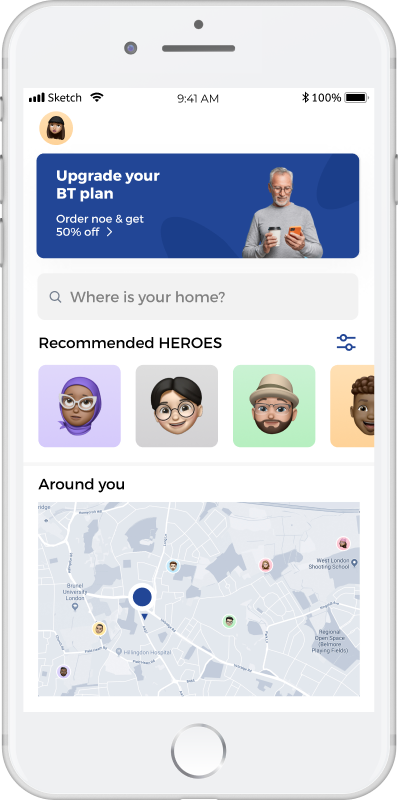 Sketch
9:41 AM
100%
Upgrade your
BT plan
Order noe & get
50% off
Where is your home?
Recommended HEROES
Around you
West London
Shooting School
Brunel
University
London
Hillingdon Hospital
Regional
Open Space
(Belmore
Playing Fields)